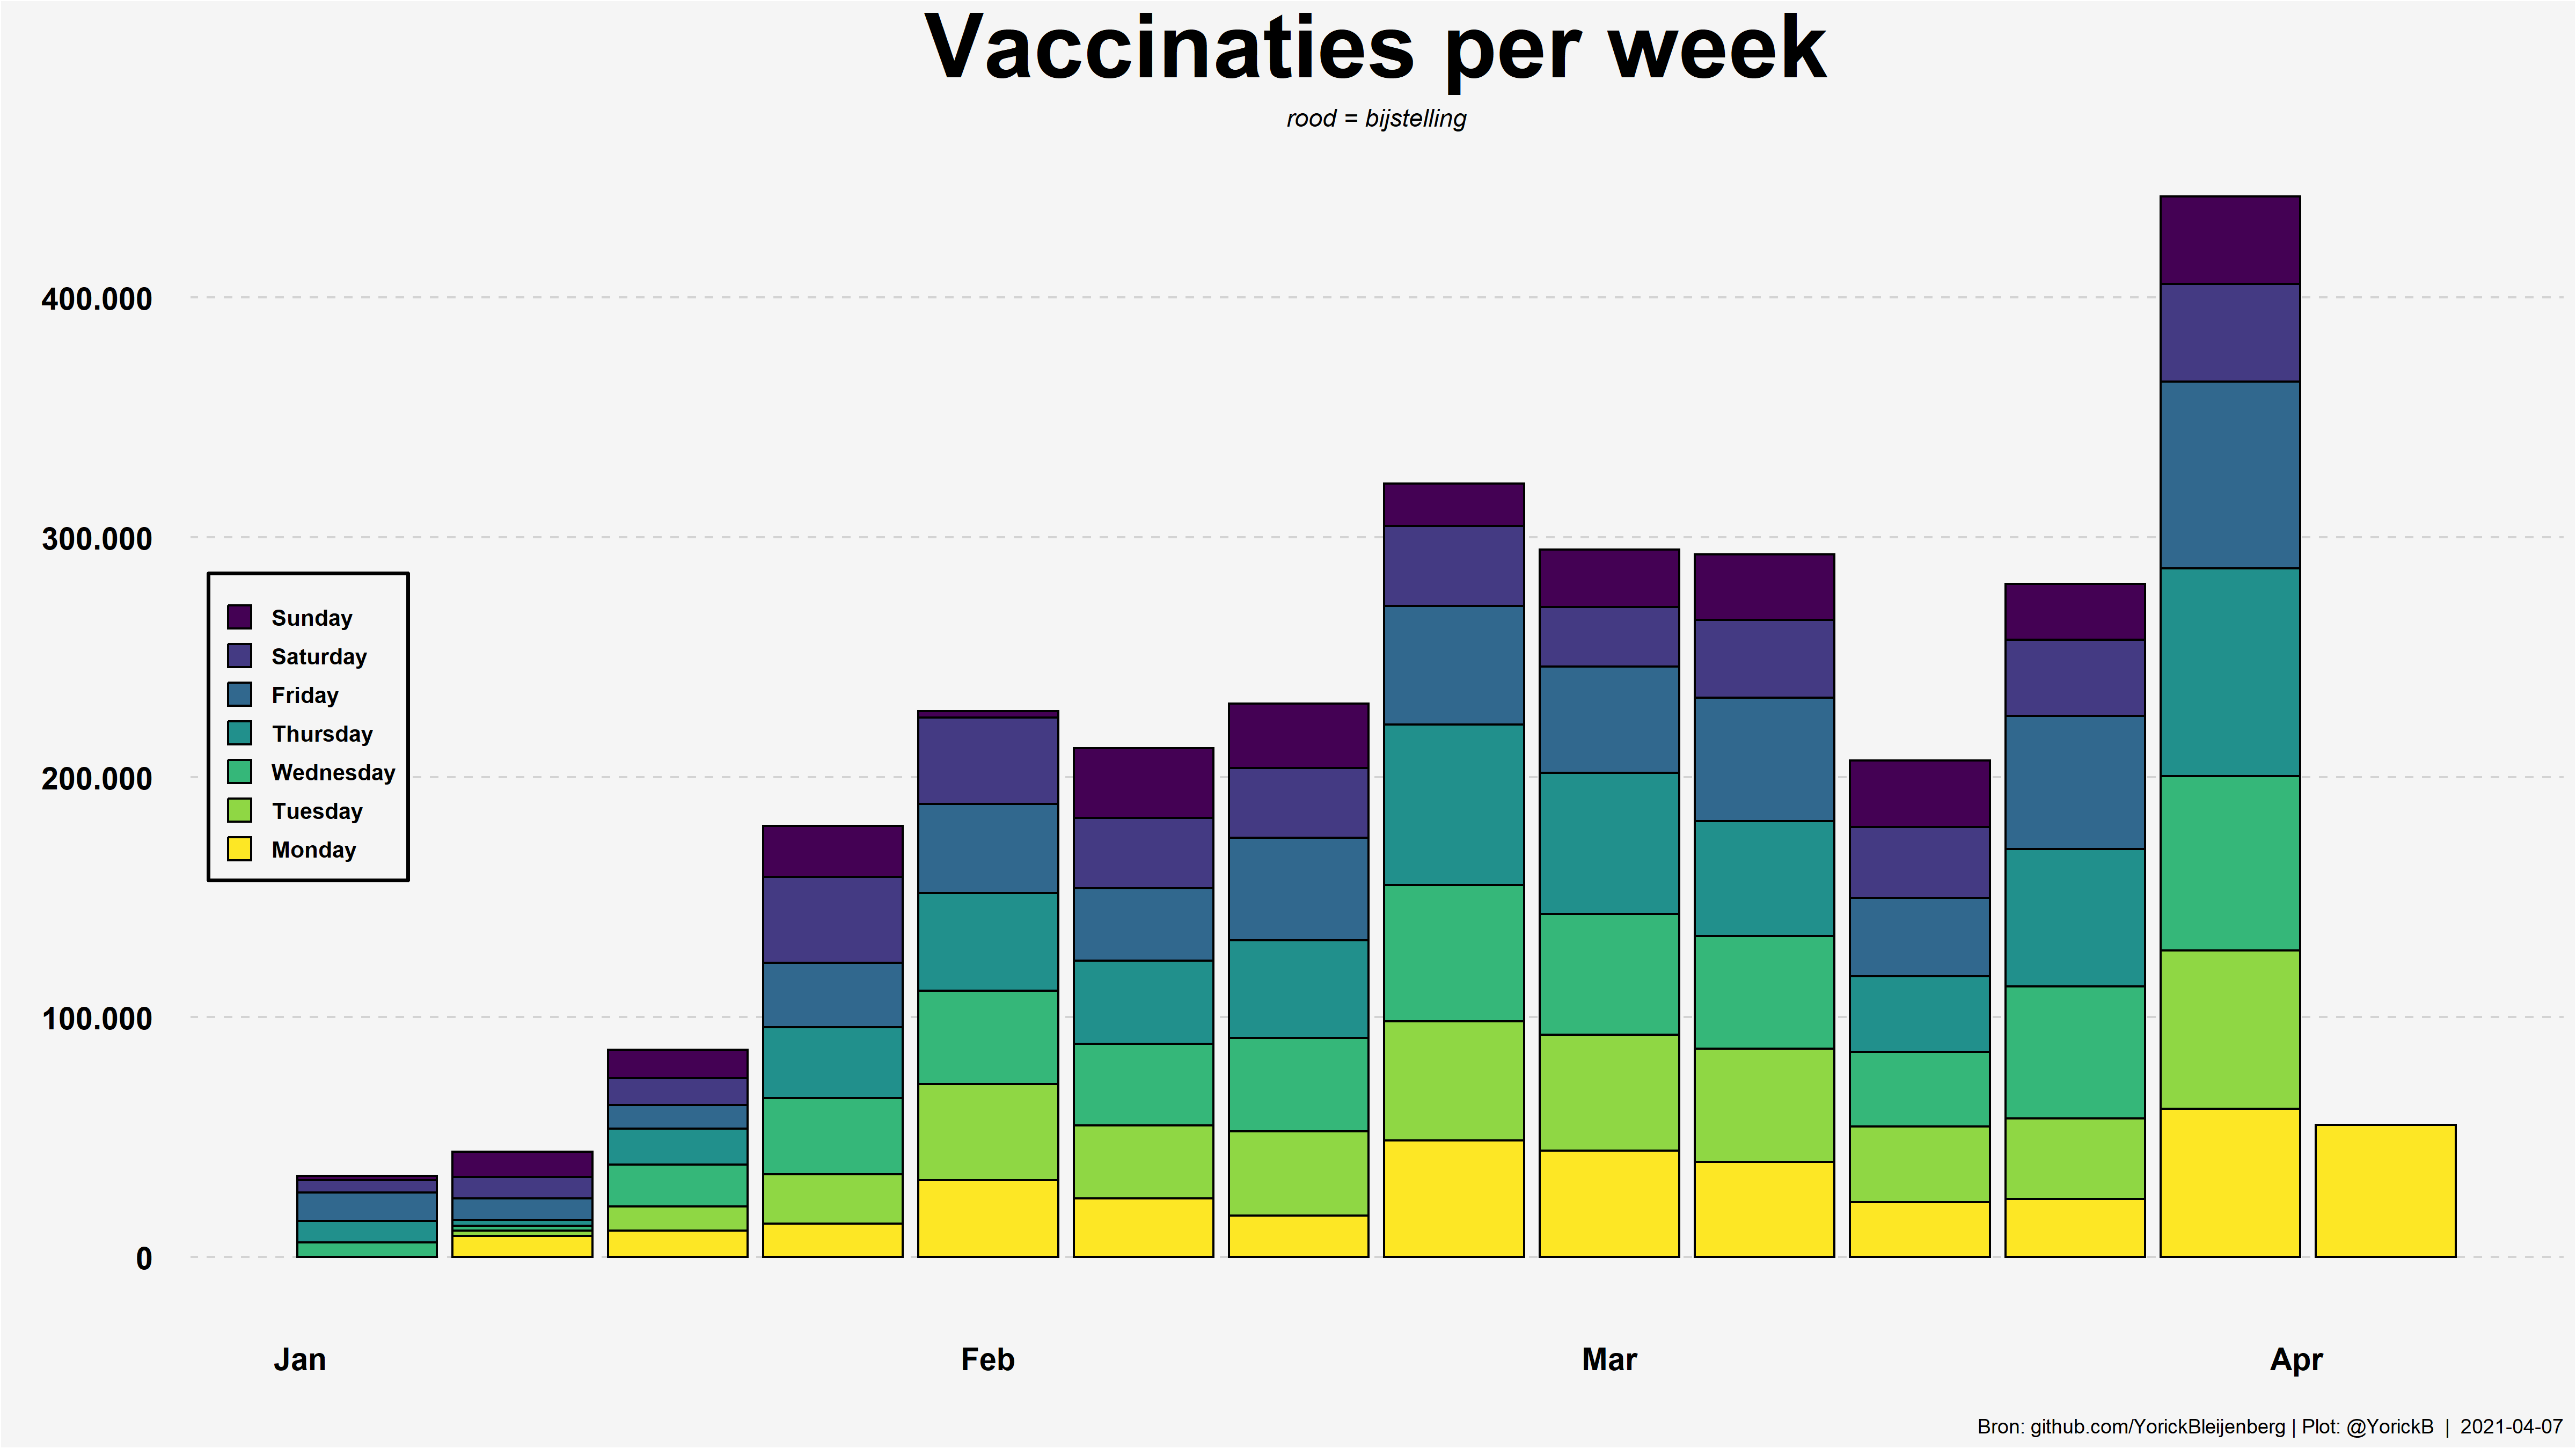 Vaccinaties per week
rood = bijstelling
400.000
300.000
200.000
100.000
0
Sunday
Saturday
Friday
Thursday
Wednesday
Tuesday
Monday
Jan Feb Mar Apr
Bron: github.com/YorickBleijenberg | Plot: @YorickB | 2021-04-07